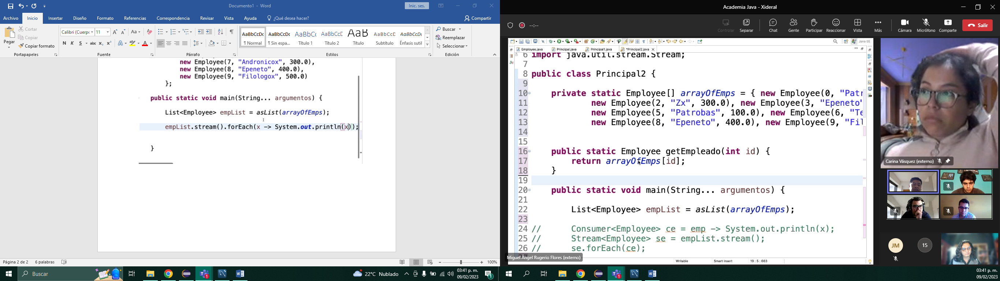 Documento1 - Word
Inic. ses.
Archivo Inicio Insertar Diseño Formato Referencias Correspondencia Revisar Vista Ayuda ¿Qué desea hacer? Compartir
Pegar
Cortar
Copiar
Copiar formato
Portapapeles
Calibri (Cuerpo 11
Aa
N K S abc x₂ x² A ab A
Fuente
Párrafo
AaBbCcDc AaBbCcDc AaBbCc AaBbCcD AaB AaBbCcD AaBbCcDc
¶ Normal ¶ Sin espa... Título 1 Título 2 Título Subtítulo Énfasis sutil
Estilos
Buscar
Reemplazar
Seleccionar
Edición
new Employee(7, "Andronicox", 300.0),
new Employee(8, "Epeneto", 400.0),
new Employee(9, "Filologox", 500.0)
};
public static void main(String... argumentos) {
List<Employee> empList = asList(arrayOfEmps);
empList.stream().forEach(x -> System.out.println(x));
}
Página 2 de 2 6 palabras 100%
Buscar
22°C Nublado
03:41 p. m.
09/02/2023
1
Academia Java - Xideral
--:--
Controlar Separar Chat Gente Participar Reaccionar Vista Más Cámara Micrófono Comparte Salir
Java EE
Employee.java Principal.java Principal1.java *Principal2.java
6 import java.util.stream.Stream;
7
8 public class Principal2 {
9
10 private static Employee[] arrayOfEmps = { new Employee(0, "Patr
11 new Employee(2, "Zx", 300.0), new Employee(3, "Epeneto"
12 new Employee(5, "Patrobas", 100.0), new Employee(6, "Te
13 new Employee(8, "Epeneto", 400.0), new Employee(9, "Fil
14
15
16 public static Employee getEmpleado(int id) {
17 return arrayOfEmps[id];
18 }
19
20 public static void main(String... argumentos) {
21
22 List<Employee> empList = asList(arrayOfEmps);
23
24 // Consumer<Employee> ce = emp -> System.out.println(x);
25 // Stream<Employee> se = empList.stream();
26 // se.forEach(ce);
Miguel Ángel Rugerio Flores (externo)
Writable Smart Insert 19 : 5 : 663
Carina Vásquez (externo)
JM
15
03:41 p. m.
09/02/2023